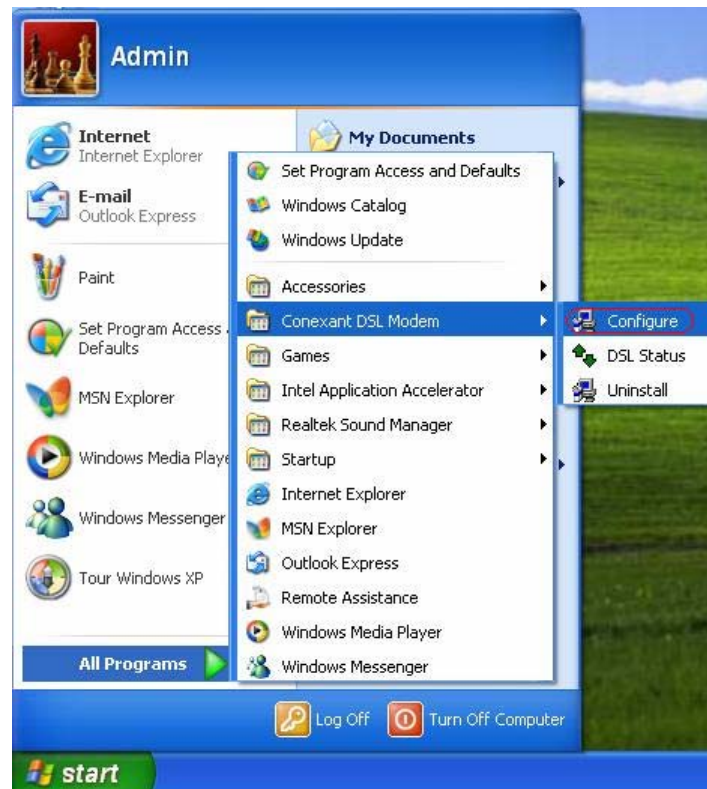 Admin
Internet
Internet Explorer
E-mail
Outlook Express
Paint
Set Program Access
Defaults
MSN Explorer
Windows Media Playe
Windows Messenger
Tour Windows XP
All Programs
My Documents
Set Program Access and Defaults
Windows Catalog
Windows Update
Accessories
Conexant DSL Modem
Games
Intel Application Accelerator
Realtek Sound Manager
Startup
Internet Explorer
MSN Explorer
Outlook Express
Remote Assistance
Windows Media Player
Windows Messenger
Configure
DSL Status
Uninstall
Log Off
Turn Off Computer
start